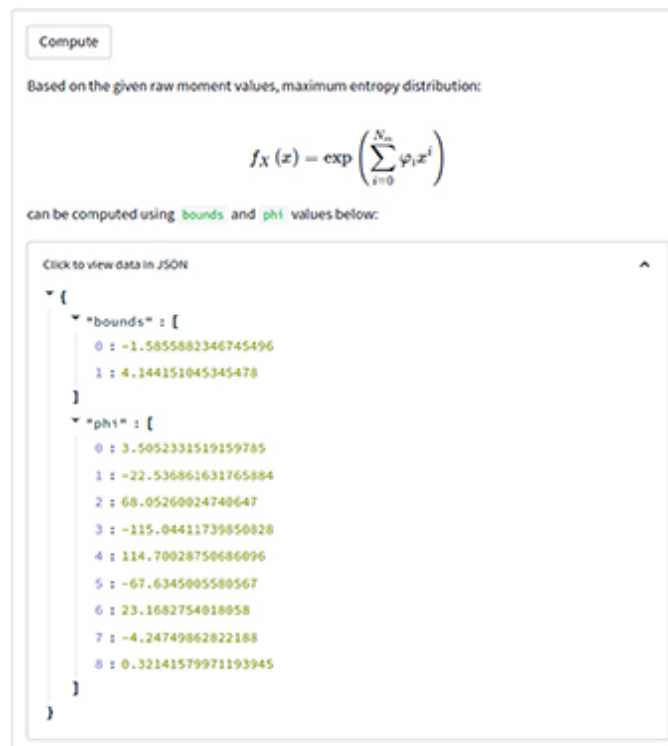 Compute
Based on the given raw moment values, maximum entropy distribution:
f_X (x) = exp ( ∑_{i=0}^{N_m} φ_i x^i )
can be computed using bounds and phi values below:
Click to view data in JSON
{
"bounds" : [
0 : -1.5855882346745496
1 : 4.144151045345478
]
"phi" : [
0 : 3.5052331519159785
1 : -22.536861631765884
2 : 68.05260024740647
3 : -115.04411739850828
4 : 114.70028750686096
5 : -67.6345005580567
6 : 23.1682754018058
7 : -4.24749862822188
8 : 0.32141579971193945
]
}